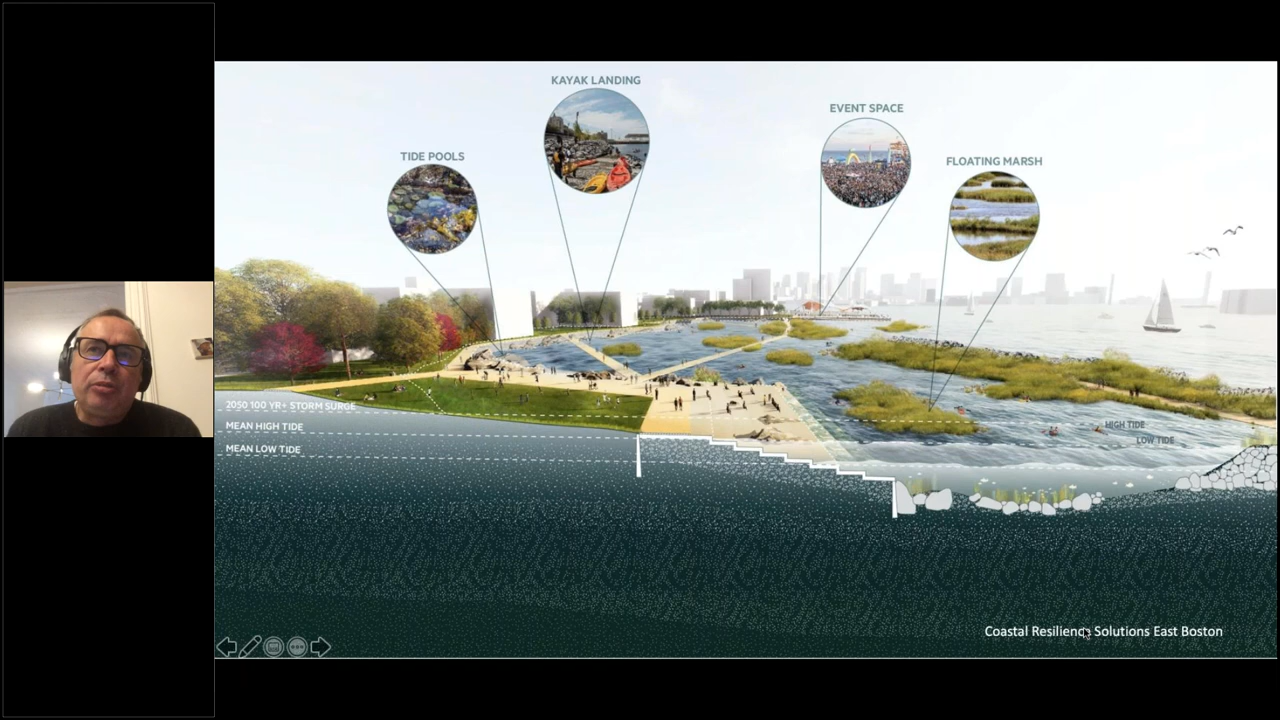 KAYAK LANDING
EVENT SPACE
TIDE POOLS
FLOATING MARSH
2050 100 YR+ STORM SURGE
MEAN HIGH TIDE
HIGH TIDE
LOW TIDE
MEAN LOW TIDE
Coastal Resilience Solutions East Boston